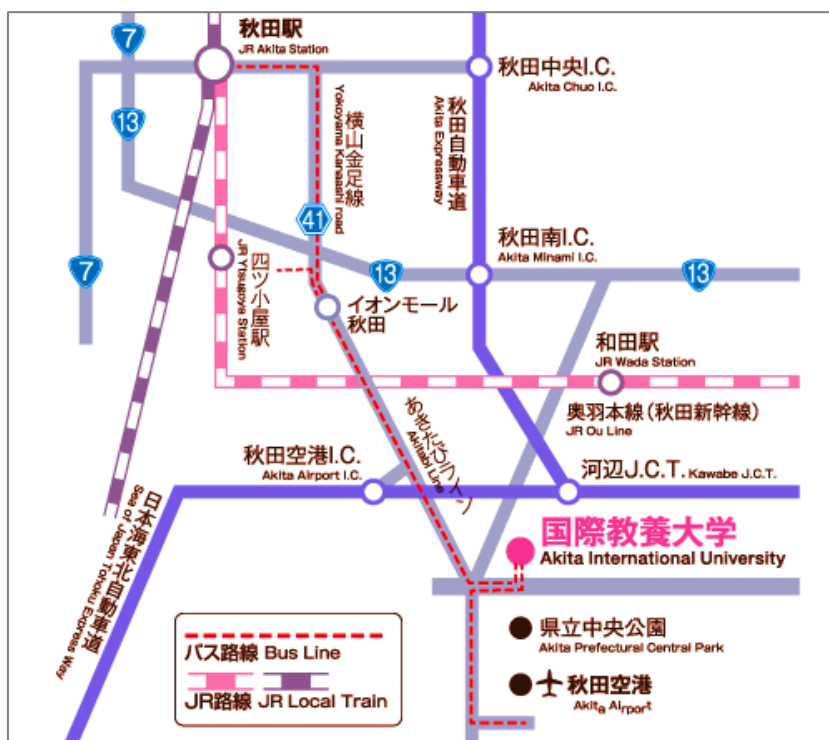 秋田駅
JR Akita Station
7
13
7
秋田中央I.C.
Akita Chuo I.C.
横山金足線
Yokoyama Kanaashi road
41
秋田自動車道
Akita Expressway
四ツ小屋駅
JR Ytsugoya Station
13
秋田南I.C.
Akita Minami I.C.
13
イオンモール
秋田
和田駅
JR Wada Station
奥羽本線(秋田新幹線)
JR Ou Line
あきたびライン
Akitabi Line
秋田空港I.C.
Akita Airport I.C.
河辺J.C.T. Kawabe J.C.T.
日本海東北自動車道
Sea of Japan Tohoku Express Way
国際教養大学
Akita International University
県立中央公園
Akita Prefectural Central Park
秋田空港
Akita Airport
バス路線 Bus Line
JR路線 JR Local Train